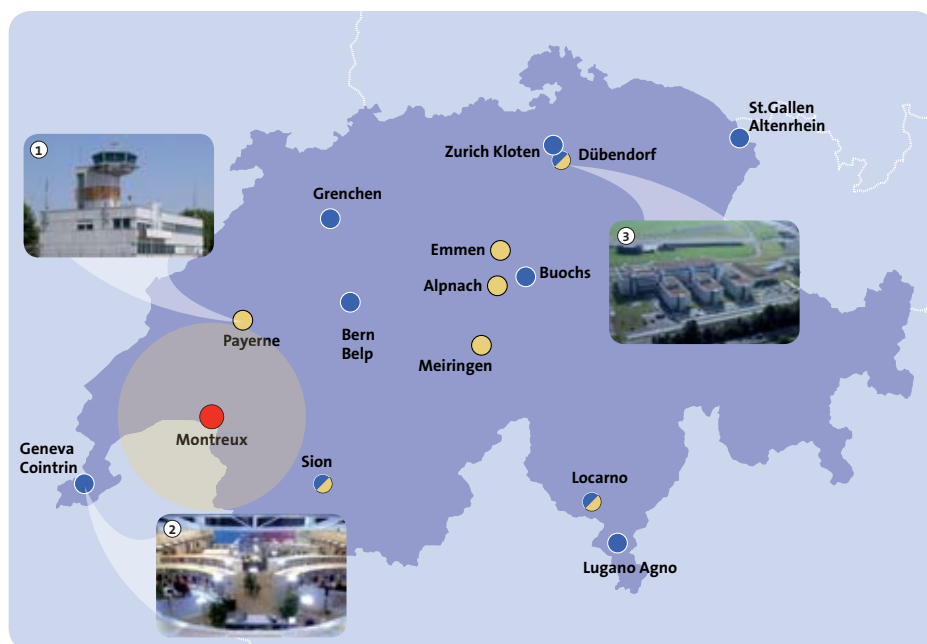 1
St.Gallen
Altenrhein
Zurich Kloten
Dübendorf
Grenchen
3
Emmen
Buochs
Alpnach
Payerne
Bern
Belp
Meiringen
Montreux
Geneva
Cointrin
Sion
Locarno
2
Lugano Agno